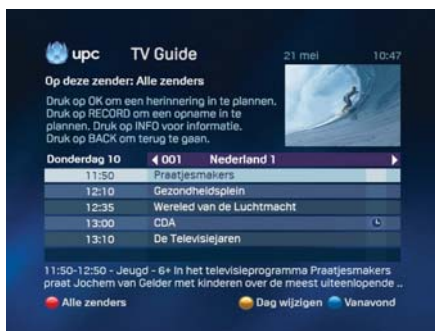 upc TV Guide 21 mei 10:47
Op deze zender: Alle zenders
Druk op OK om een herinnering in te plannen.
Druk op RECORD om een opname in te
plannen. Druk op INFO voor informatie.
Druk op BACK om terug te gaan.
Donderdag 10 001 Nederland 1
11:50 Praatjesmakers
12:10 Gezondheidsplein
12:35 Wereled van de Luchtmacht
13:00 CDA
13:10 De Televisiejaren
11:50-12:50 - Jeugd - 6+ In het televisieprogramma Praatjesmakers
praat Jochem van Gelder met kinderen over de meest uiteenlopende ..
Alle zenders Dag wijzigen Vanavond